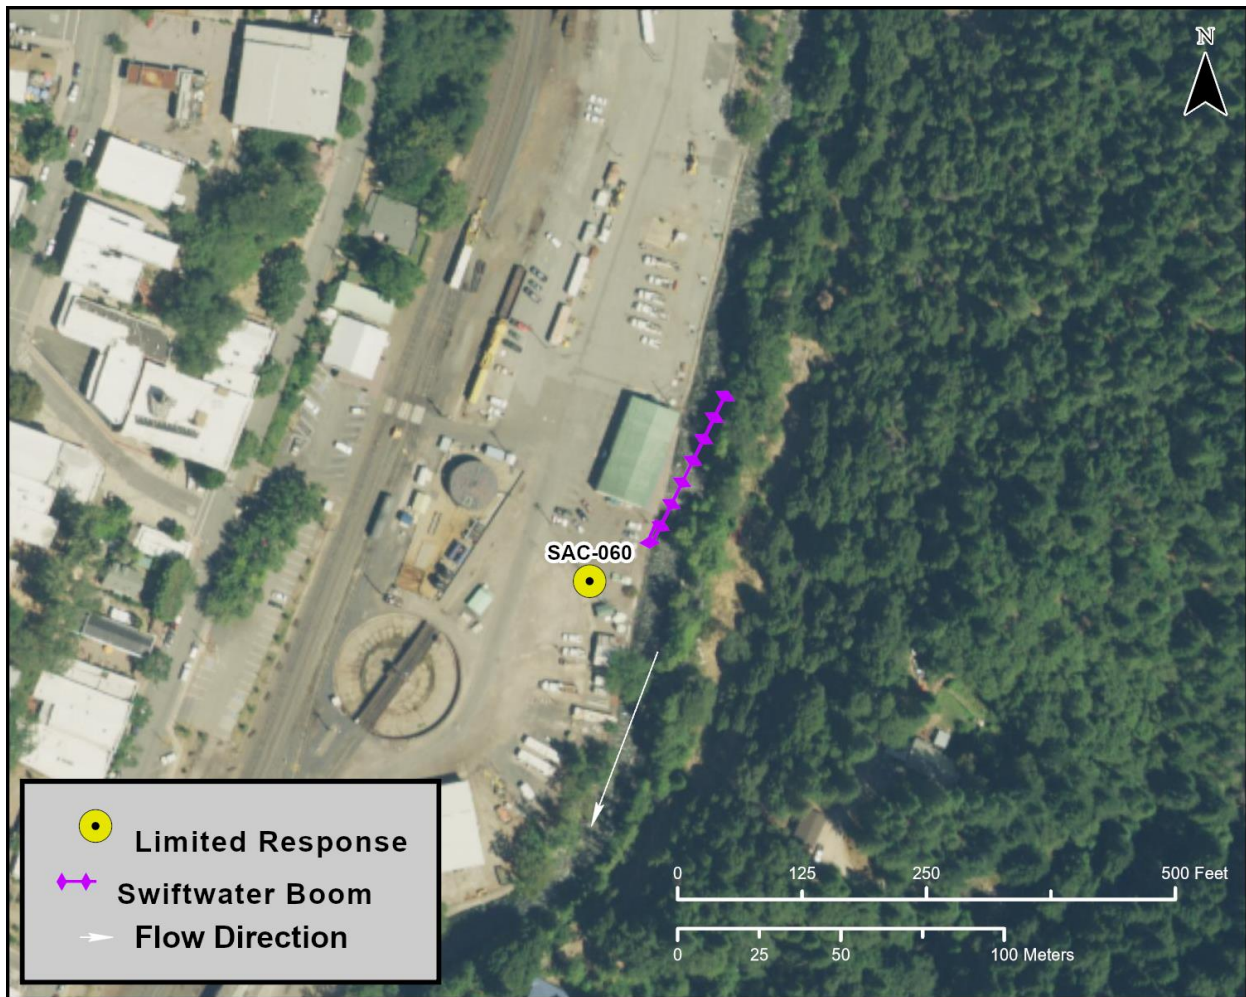 N
SAC-060
Limited Response
Swiftwater Boom
Flow Direction
0 125 250 500 Feet
0 25 50 100 Meters